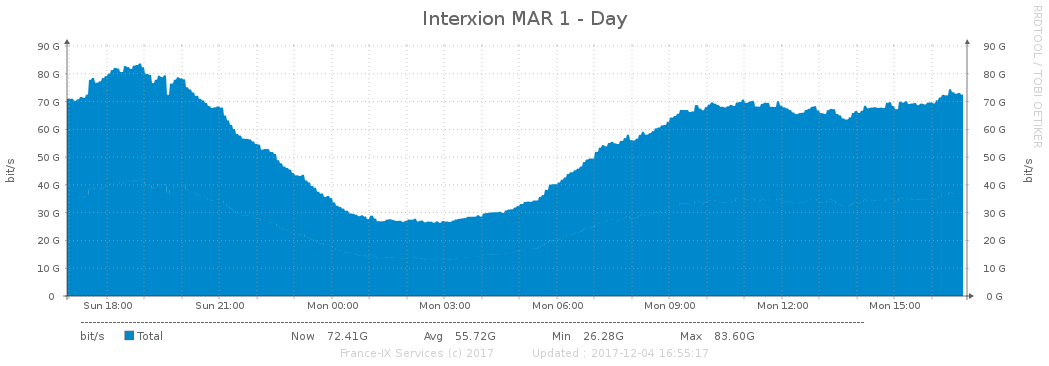 Interxion MAR 1 - Day
RRDTOOL / TOBI OETIKER
90 G 90 G
80 G 80 G
70 G 70 G
60 G 60 G
50 G 50 G
40 G 40 G
30 G 30 G
20 G 20 G
10 G 10 G
0 0 G
bit/s bit/s
Sun 18:00 Sun 21:00 Mon 00:00 Mon 03:00 Mon 06:00 Mon 09:00 Mon 12:00 Mon 15:00
bit/s Total Now 72.41G Avg 55.72G Min 26.28G Max 83.60G
France-IX Services (c) 2017 Updated : 2017-12-04 16:55:17